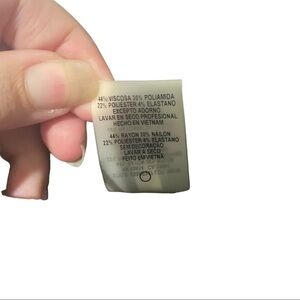 44% VISCOSA 30% POLIAMIDA
22% POLIESTER 4% ELASTANO
EXCEPTO ADORNO
LAVAR EN SECO PROFESIONAL
HECHO EN VIETNAM
44% RAYON 30% NAILON
22% POLIESTER 4% ELASTANO
SEM DECORAÇÃO
LAVAR A SECO
FEITO EM VIETNA